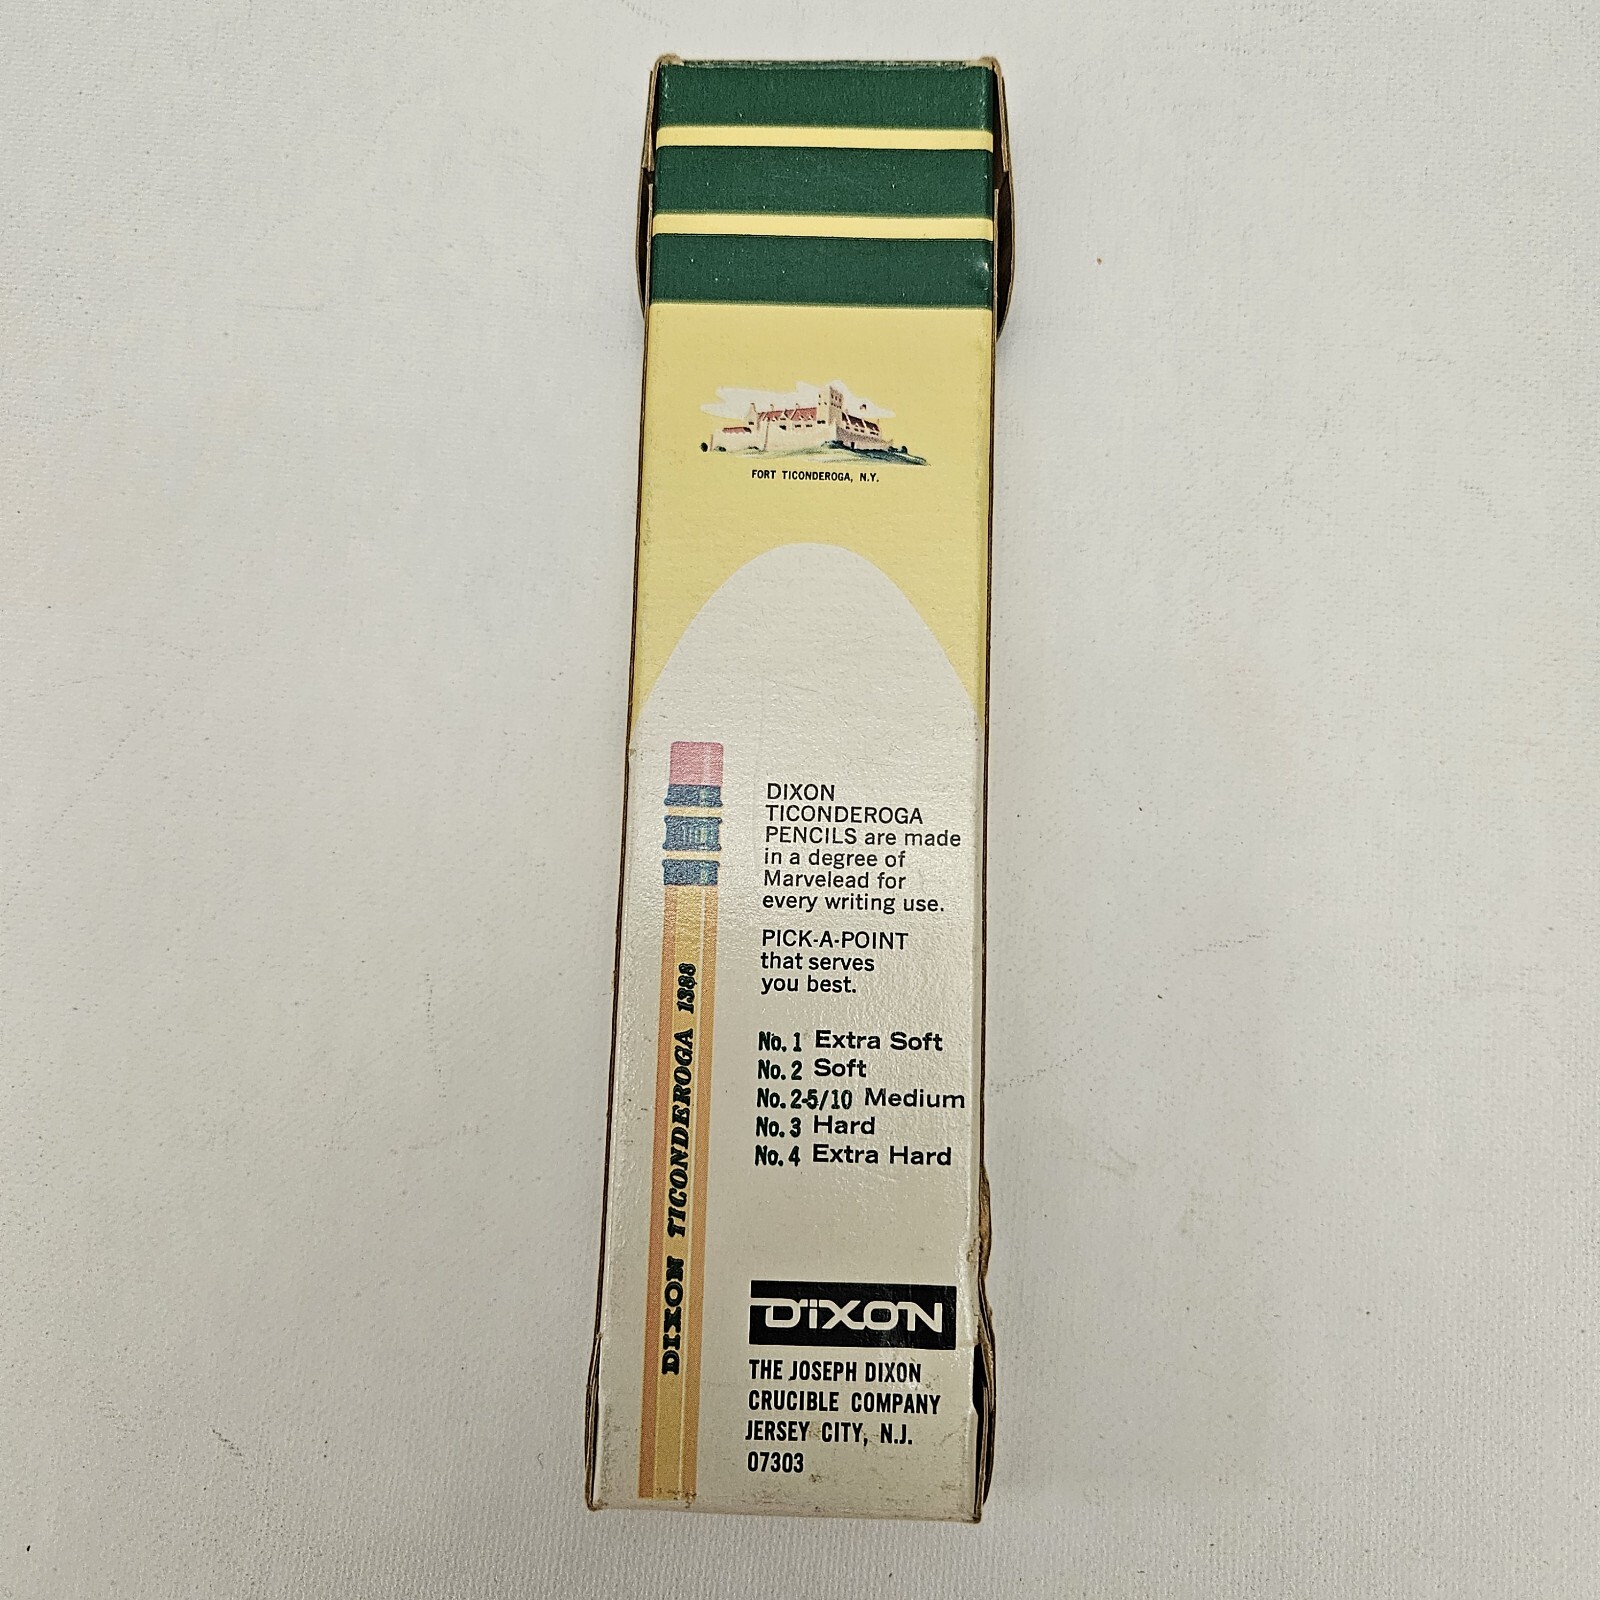 FORT TICONDEROGA, N.Y.
DIXON TICONDEROGA 1388
DIXON
TICONDEROGA
PENCILS are made
in a degree of
Marvelead for
every writing use.
PICK-A-POINT
that serves
you best.
No. 1 Extra Soft
No. 2 Soft
No. 2-5/10 Medium
No. 3 Hard
No. 4 Extra Hard
DIXON
THE JOSEPH DIXON
CRUCIBLE COMPANY
JERSEY CITY, N.J.
07303